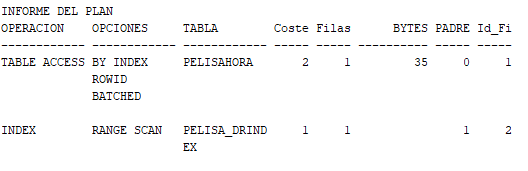 INFORME DEL PLAN
OPERACION    OPCIONES     TABLA         Coste Filas       BYTES PADRE Id_Fi
------------ ------------ ------------- ----- ----- ----------- ----- -----
TABLE ACCESS BY INDEX     PELISAHORA        2     1          35     0     1
             ROWID
             BATCHED
INDEX        RANGE SCAN   PELISA_DRIND      1     1                 1     2
                          EX